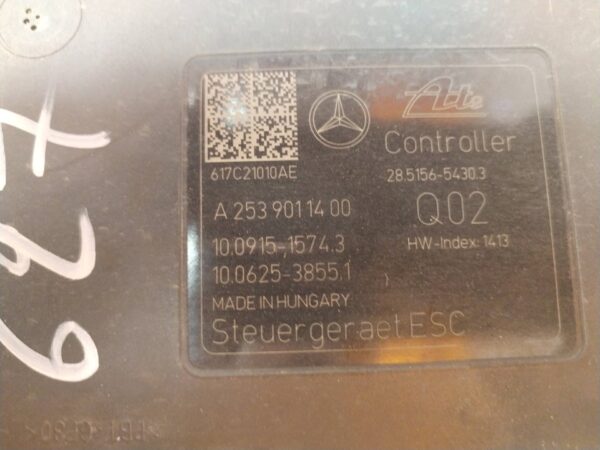 Ate
Controller
617C21010AE
28.5156-5430.3
A 253 901 14 00
Q02
10.0915-1574.3
HW-Index: 1413
10.0625-3855.1
MADE IN HUNGARY
Steuergeraet ESC